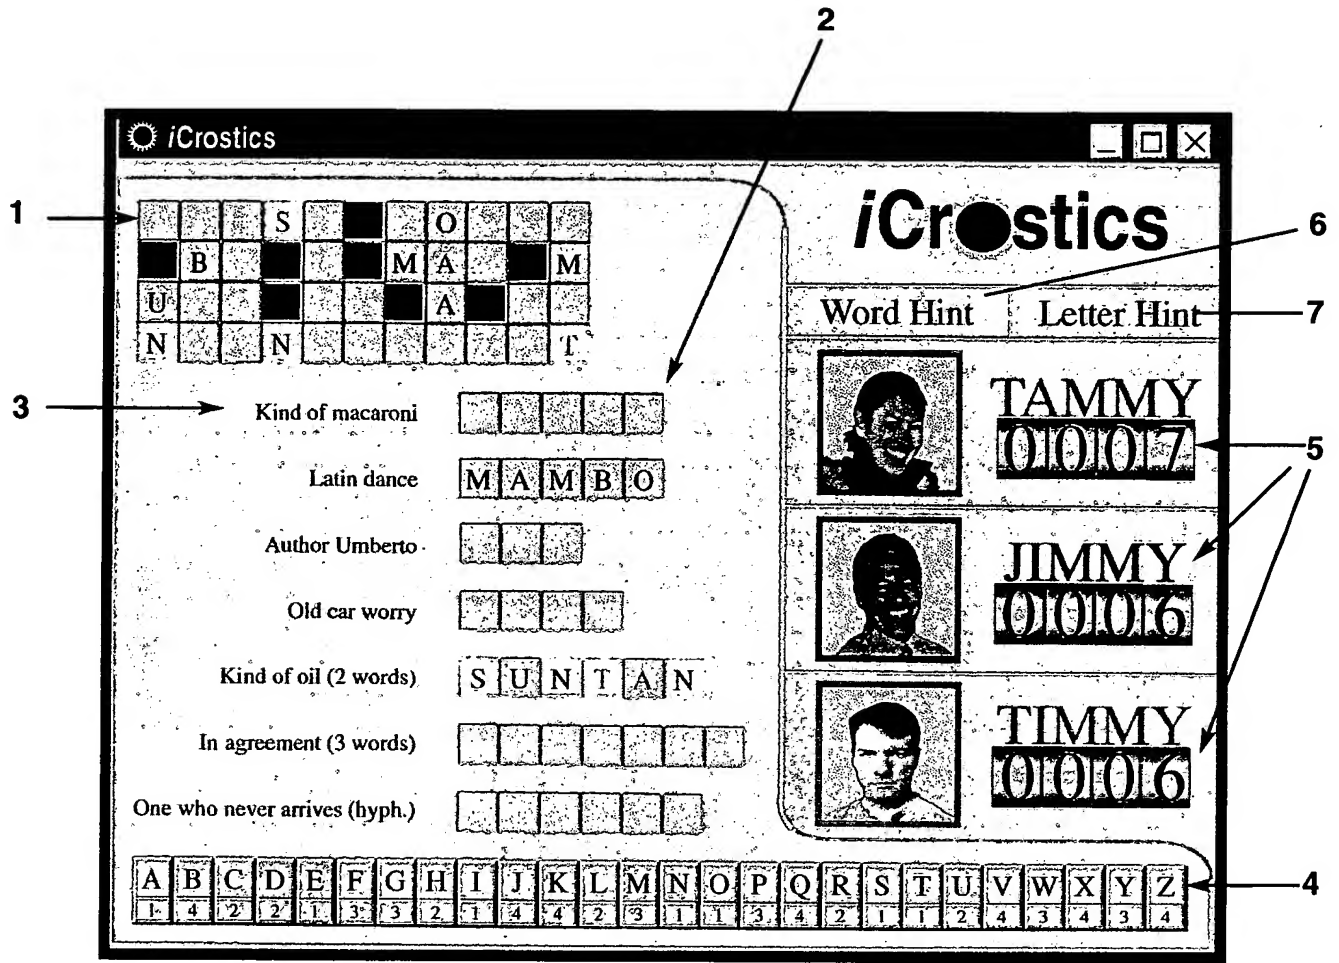 2
iCrostics
iCrostics
1
S O
B M A M
U A
N N T
6
Word Hint Letter Hint
7
3
Kind of macaroni
TAMMY
0007
5
Latin dance MAMBO
Author Umberto
JIMMY
0006
Old car worry
Kind of oil (2 words) SUNTAN
TIMMY
0006
In agreement (3 words)
One who never arrives (hyph.)
A B C D E F G H I J K L M N O P Q R S T U V W X Y Z
1 4 2 2 1 3 3 2 1 4 4 2 3 1 1 3 4 2 1 1 2 4 3 4 3 4
4